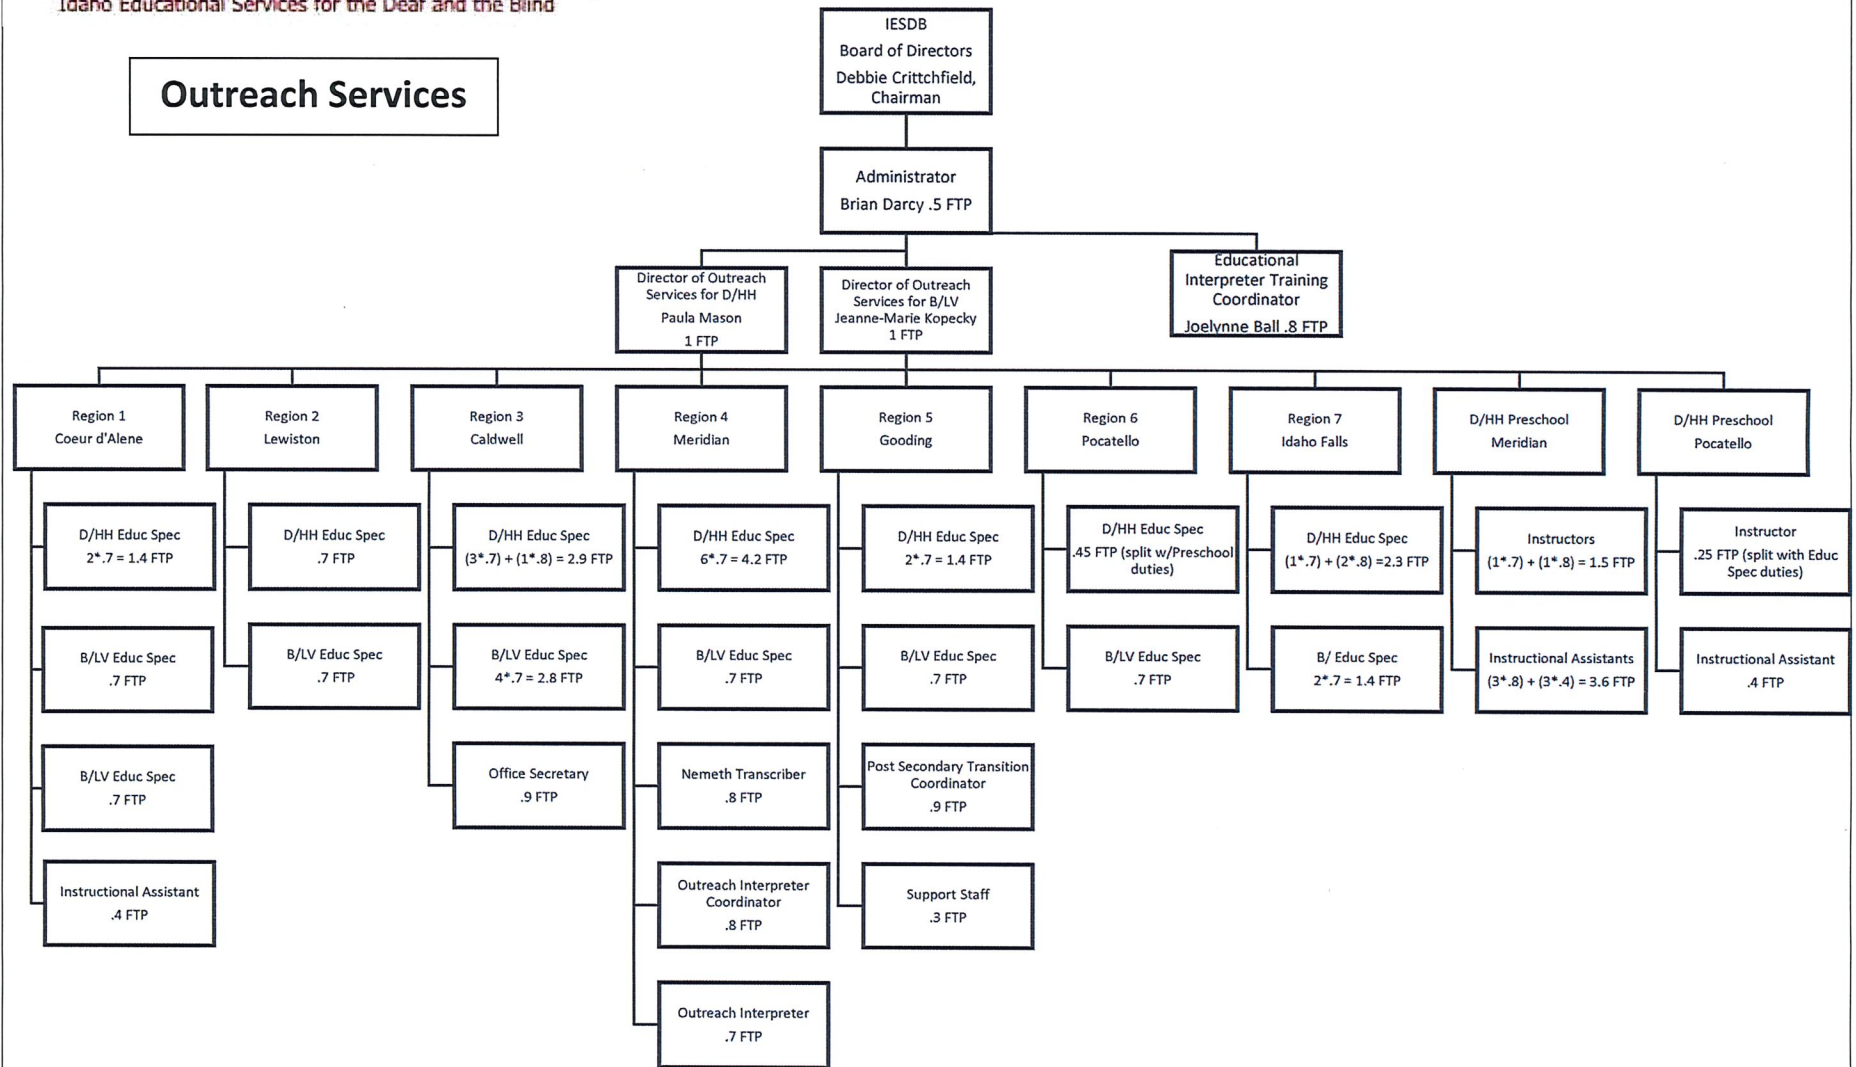 Idaho Educational Services for the Deaf and the Blind
Outreach Services
IESDB
Board of Directors
Debbie Crittchfield,
Chairman
Administrator
Brian Darcy .5 FTP
Director of Outreach
Services for D/HH
Paula Mason
1 FTP
Director of Outreach
Services for B/LV
Jeanne-Marie Kopecky
1 FTP
Educational
Interpreter Training
Coordinator
Joelynne Ball .8 FTP
Region 1
Coeur d'Alene
D/HH Educ Spec
2*.7 = 1.4 FTP
B/LV Educ Spec
.7 FTP
B/LV Educ Spec
.7 FTP
Instructional Assistant
.4 FTP
Region 2
Lewiston
D/HH Educ Spec
.7 FTP
B/LV Educ Spec
.7 FTP
Region 3
Caldwell
D/HH Educ Spec
(3*.7) + (1*.8) = 2.9 FTP
B/LV Educ Spec
4*.7 = 2.8 FTP
Office Secretary
.9 FTP
Region 4
Meridian
D/HH Educ Spec
6*.7 = 4.2 FTP
B/LV Educ Spec
.7 FTP
Nemeth Transcriber
.8 FTP
Outreach Interpreter
Coordinator
.8 FTP
Outreach Interpreter
.7 FTP
Region 5
Gooding
D/HH Educ Spec
2*.7 = 1.4 FTP
B/LV Educ Spec
.7 FTP
Post Secondary Transition
Coordinator
.9 FTP
Support Staff
.3 FTP
Region 6
Pocatello
D/HH Educ Spec
.45 FTP (split w/Preschool
duties)
B/LV Educ Spec
.7 FTP
Region 7
Idaho Falls
D/HH Educ Spec
(1*.7) + (2*.8) =2.3 FTP
B/ Educ Spec
2*.7 = 1.4 FTP
D/HH Preschool
Meridian
Instructors
(1*.7) + (1*.8) = 1.5 FTP
Instructional Assistants
(3*.8) + (3*.4) = 3.6 FTP
D/HH Preschool
Pocatello
Instructor
.25 FTP (split with Educ
Spec duties)
Instructional Assistant
.4 FTP